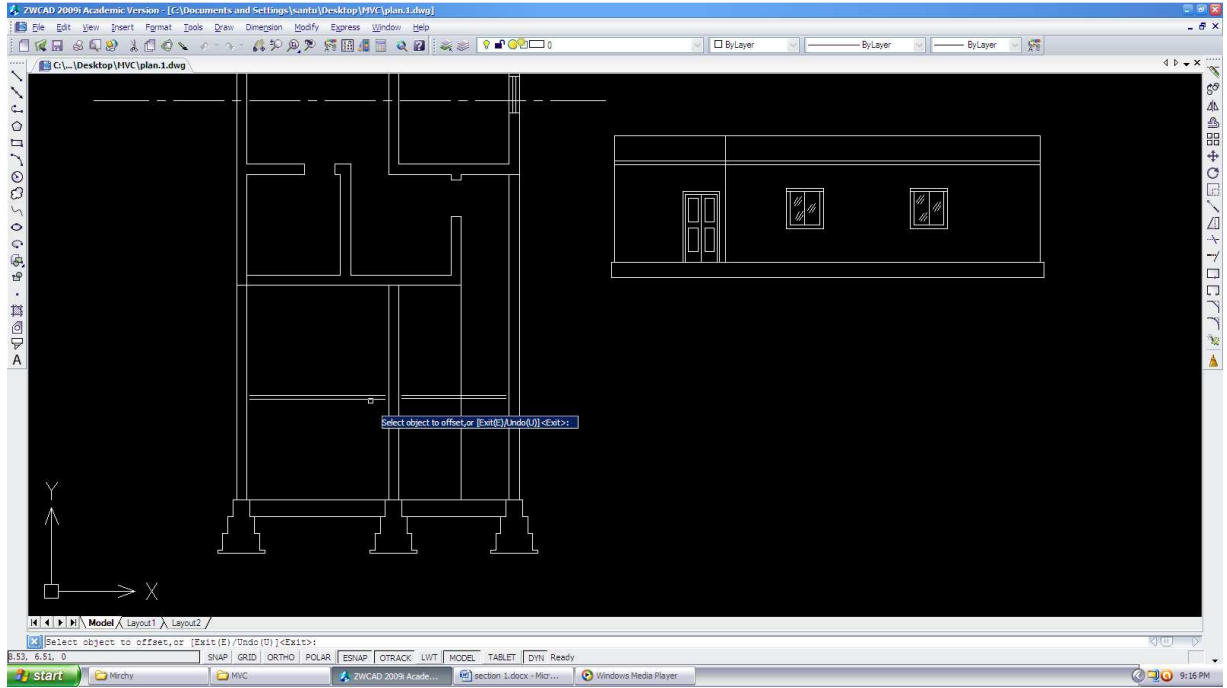 ZWCAD 2009i Academic Version - [C:\Documents and Settings\santu\Desktop\MVC\plan.1.dwg]
File Edit View Insert Format Tools Draw Dimension Modify Express Window Help
0 ByLayer ByLayer ByLayer
C:\...\Desktop\MVC\plan.1.dwg
A
Select object to offset,or [Exit(E)/Undo(U)]<Exit>:
Y
X
Model Layout1 Layout2
Select object to offset,or [Exit(E)/Undo(U)]<Exit>:
8.53, 6.51, 0 SNAP GRID ORTHO POLAR ESNAP OTRACK LWT MODEL TABLET DYN Ready
start Mirchy MVC ZWCAD 2009i Acade... section 1.docx - Micr... Windows Media Player 9:16 PM